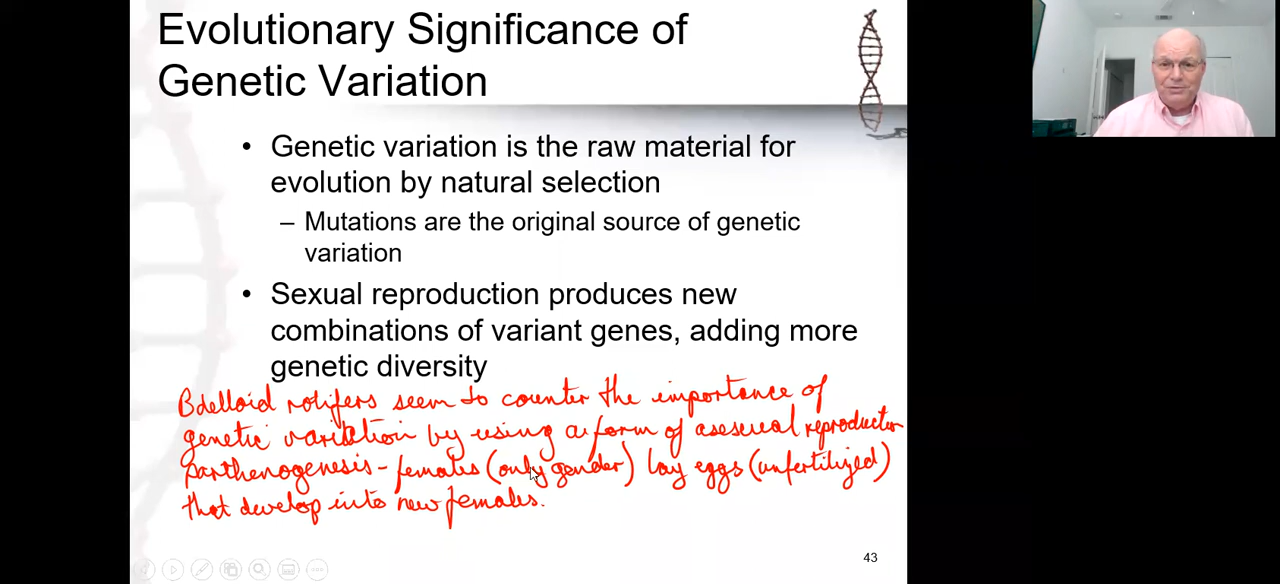 Evolutionary Significance of
Genetic Variation
• Genetic variation is the raw material for
evolution by natural selection
– Mutations are the original source of genetic
variation
• Sexual reproduction produces new
combinations of variant genes, adding more
genetic diversity
Bdelloid rotifers seem to counter the importance of
genetic variation by using a form of asexual reproduction
parthenogenesis - females (only gender) lay eggs (unfertilized)
that develop into new females.
43